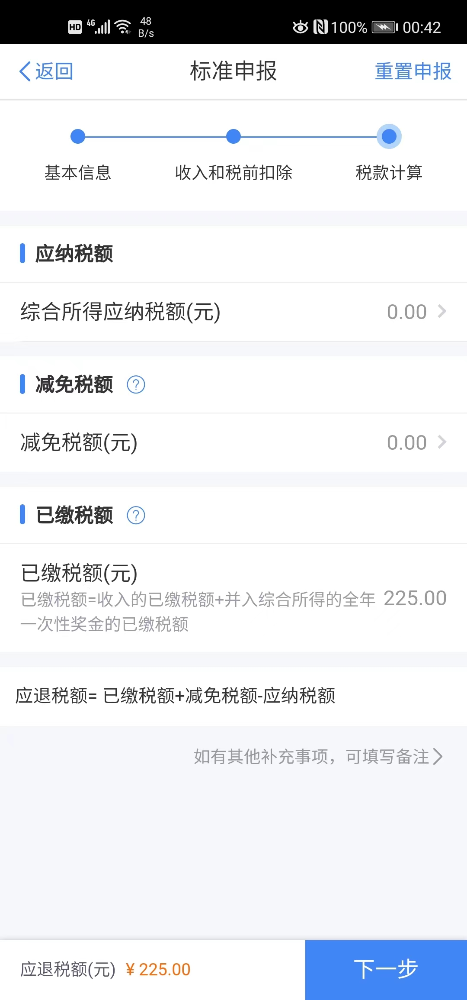 HD 4G 48 B/s 100% 00:42
返回 标准申报 重置申报
基本信息 收入和税前扣除 税款计算
应纳税额
综合所得应纳税额(元) 0.00
减免税额 ?
减免税额(元) 0.00
已缴税额 ?
已缴税额(元)
已缴税额=收入的已缴税额+并入综合所得的全年 225.00
一次性奖金的已缴税额
应退税额= 已缴税额+减免税额-应纳税额
如有其他补充事项，可填写备注
应退税额(元) ¥ 225.00 下一步